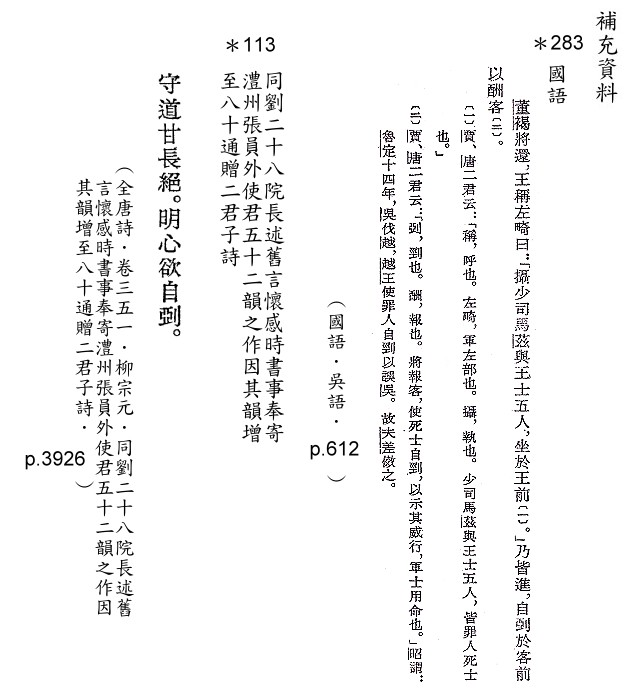 補充資料
＊283
國語
董褐將還，王稱左畸曰：「攝少司馬茲與王士五人，坐於王前〔一〕。」乃皆進，自剄於客前
以酬客〔二〕。
〔一〕賈、唐二君云：「稱，呼也。左畸，軍左部也。攝，執也。少司馬茲與王士五人，皆罪人死士
也。」
〔二〕賈、唐二君云：「剄，到也。酬，報也。將報客，使死士自剄，以示其威行，軍士用命也。」昭謂：
魯定十四年，吳伐越，越王使罪人自剄以誤吳。故夫差傚之。
（國語．吳語．p.612）
＊113
同劉二十八院長述舊言懷感時書事奉寄
澧州張員外使君五十二韻之作因其韻增
至八十通贈二君子詩
守道甘長絕。明心欲自剄。
（全唐詩．卷三五一．柳宗元．同劉二十八院長述舊
言懷感時書事奉寄澧州張員外使君五十二韻之作因
其韻增至八十通贈二君子詩．p.3926）